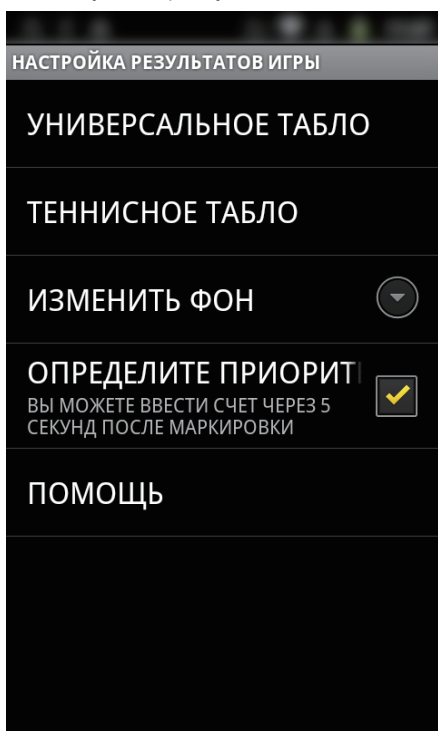 НАСТРОЙКА РЕЗУЛЬТАТОВ ИГРЫ
УНИВЕРСАЛЬНОЕ ТАБЛО
ТЕННИСНОЕ ТАБЛО
ИЗМЕНИТЬ ФОН
ОПРЕДЕЛИТЕ ПРИОРИТ
ВЫ МОЖЕТЕ ВВЕСТИ СЧЕТ ЧЕРЕЗ 5
СЕКУНД ПОСЛЕ МАРКИРОВКИ
ПОМОЩЬ